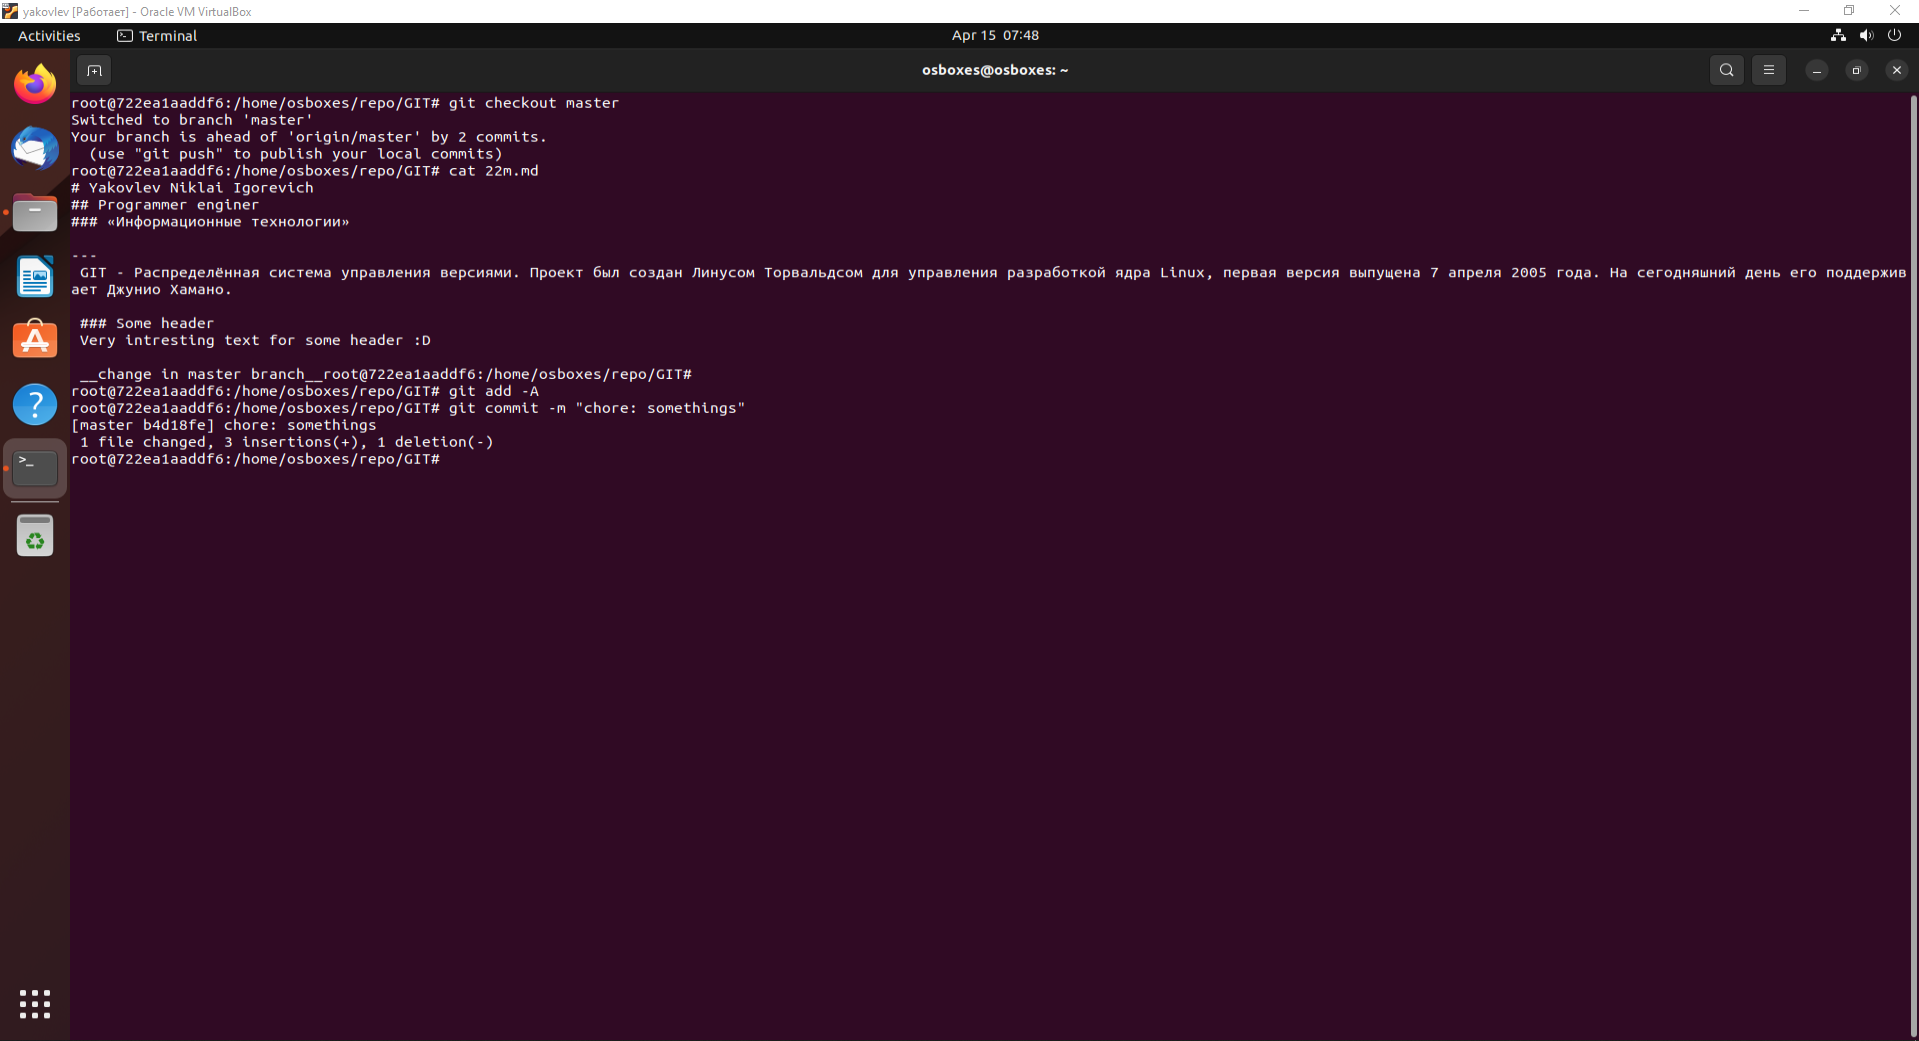 yakovlev [Работает] - Oracle VM VirtualBox
Activities
Terminal
Apr 15 07:48
osboxes@osboxes: ~
root@722ea1aaddf6:/home/osboxes/repo/GIT# git checkout master
Switched to branch 'master'
Your branch is ahead of 'origin/master' by 2 commits.
  (use "git push" to publish your local commits)
root@722ea1aaddf6:/home/osboxes/repo/GIT# cat 22m.md
# Yakovlev Niklai Igorevich
## Programmer enginer
### «Информационные технологии»
---
 GIT - Распределённая система управления версиями. Проект был создан Линусом Торвальдсом для управления разработкой ядра Linux, первая версия выпущена 7 апреля 2005 года. На сегодняшний день его поддержив
ает Джунио Хамано.
 ### Some header
 Very intresting text for some header :D
 __change in master branch__root@722ea1aaddf6:/home/osboxes/repo/GIT#
root@722ea1aaddf6:/home/osboxes/repo/GIT# git add -A
root@722ea1aaddf6:/home/osboxes/repo/GIT# git commit -m "chore: somethings"
[master b4d18fe] chore: somethings
 1 file changed, 3 insertions(+), 1 deletion(-)
root@722ea1aaddf6:/home/osboxes/repo/GIT#